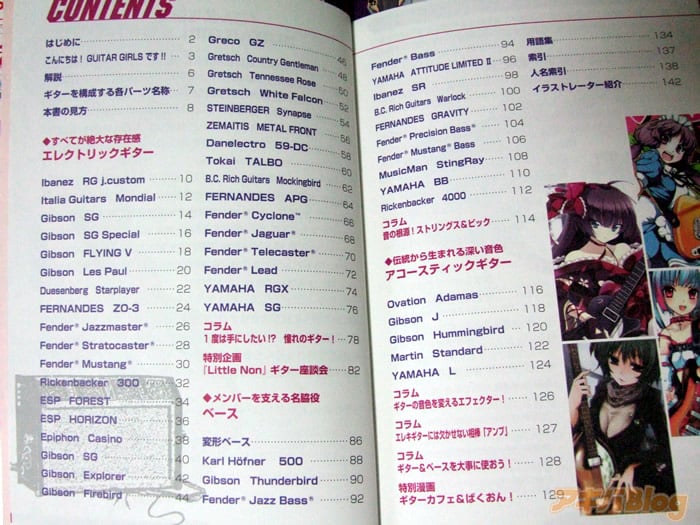 CONTENTS
はじめに 2
こんにちは! GUITAR GIRLS です!! 3
解説 6
ギターを構成する各パーツ名称 7
本書の見方 8
◆すべてが絶大な存在感
エレクトリックギター
Ibanez RG j.custom 10
Italia Guitars Mondial 12
Gibson SG 14
Gibson SG Special 16
Gibson FLYING V 18
Gibson Les Paul 20
Duesenberg Starplayer 22
FERNANDES ZO-3 24
Fender® Jazzmaster® 26
Fender® Stratocaster® 28
Fender® Mustang® 30
Rickenbacker 300 32
ESP FOREST 34
ESP HORIZON 36
Epiphon Casino 38
Gibson SG 40
Gibson Explorer 42
Gibson Firebird 44
Greco GZ 46
Gretsch Country Gentleman 48
Gretsch Tennessee Rose 50
Gretsch White Falcon 52
STEINBERGER Synapse 54
ZEMAITIS METAL FRONT 56
Danelectro 59-DC 58
Tokai TALBO 60
B.C. Rich Guitars Mockingbird 62
FERNANDES APG 64
Fender® Cyclone™ 66
Fender® Jaguar® 68
Fender® Telecaster® 70
Fender® Lead 72
YAMAHA RGX 74
YAMAHA SG 76
コラム
1度は手にしたい!? 憧れのギター! 78
特別企画
『Little Non』ギター座談会 82
◆メンバーを支える名脇役
ベース
変形ベース 86
Karl Höfner 500 88
Gibson Thunderbird 90
Fender® Jazz Bass® 92
Fender® Bass 94
YAMAHA ATTITUDE LIMITED Ⅱ 96
Ibanez SR 98
B.C. Rich Guitars Warlock 100
FERNANDES GRAVITY 102
Fender® Precision Bass® 104
Fender® Mustang® Bass 106
MusicMan StingRay 108
YAMAHA BB 110
Rickenbacker 4000 112
コラム
音の根源!ストリングス&ピック 114
◆伝統から生まれる深い音色
アコースティックギター
Ovation Adamas 116
Gibson J 118
Gibson Hummingbird 120
Martin Standard 122
YAMAHA L 124
コラム
ギターの音色を変えるエフェクター! 126
コラム
エレキギターには欠かせない相棒「アンプ」 127
コラム
ギター&ベースを大事に使おう! 128
特別漫画
ギターカフェ&ばくおん! 129
用語集 134
索引 137
人名索引 138
イラストレーター紹介 142
アキバBlog